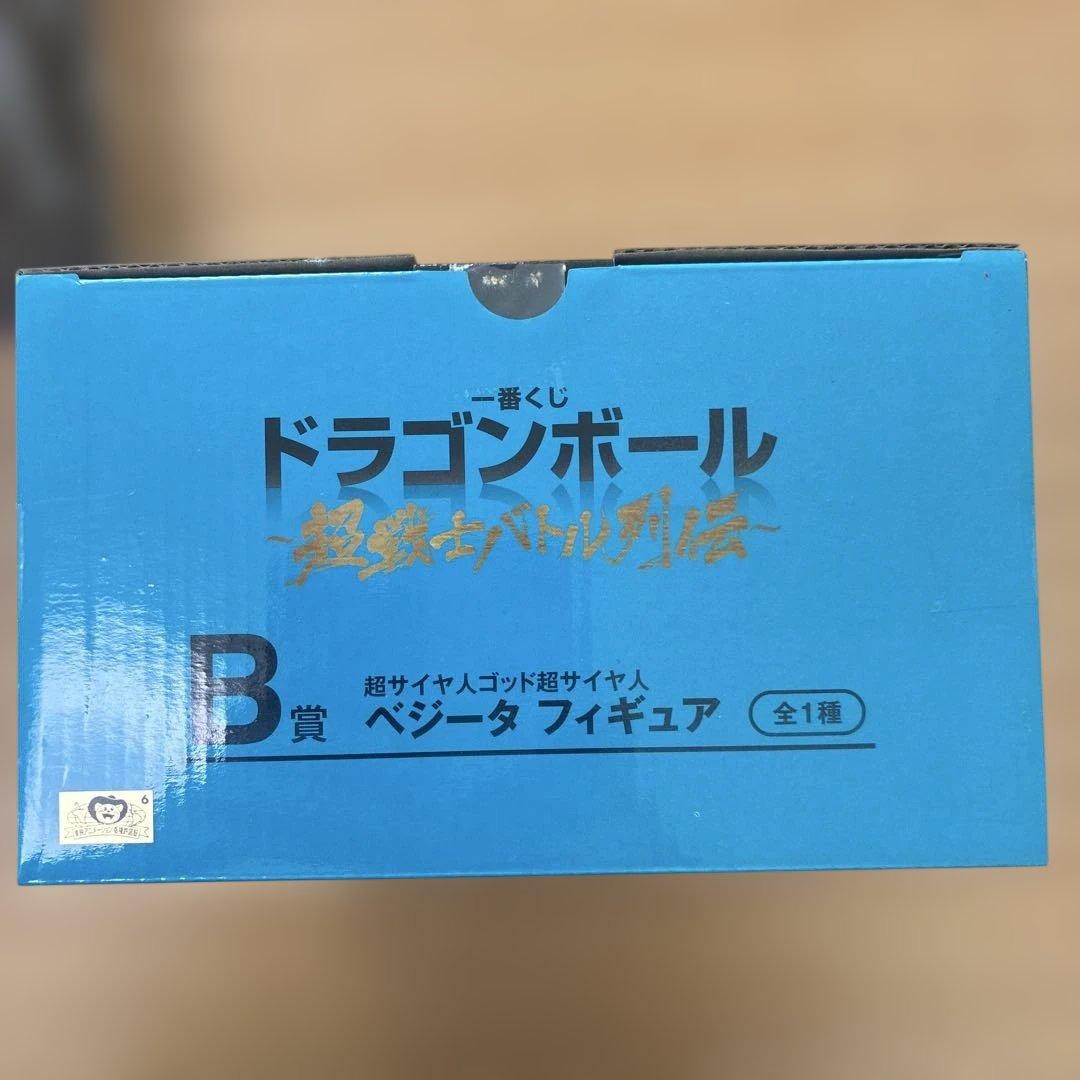 一番くじ
ドラゴンボール
~超戦士バトル列伝~
B賞
超サイヤ人ゴッド超サイヤ人
ベジータ フィギュア
全1種
6